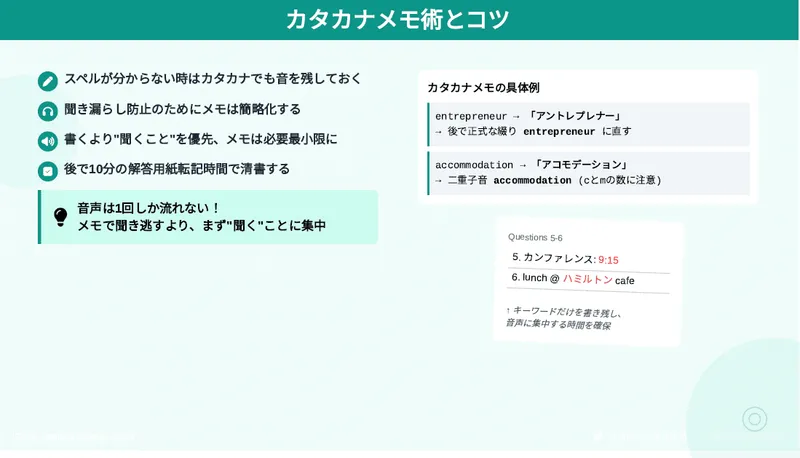 カタカナメモ術とコツ
スペルが分からない時はカタカナでも音を残しておく
聞き漏らし防止のためにメモは簡略化する
書くより"聞くこと"を優先、メモは必要最小限に
後で10分の解答用紙転記時間で清書する
音声は1回しか流れない！
メモで聞き逃すより、まず"聞く"ことに集中
カタカナメモの具体例
entrepreneur → 「アントレプレナー」
→ 後で正式な綴り entrepreneur に直す
accommodation → 「アコモデーション」
→ 二重子音 accommodation (cとmの数に注意)
Questions 5-6
5. カンファレンス: 9:15
6. lunch @ ハミルトン cafe
↑ キーワードだけを書き残し、
音声に集中する時間を確保